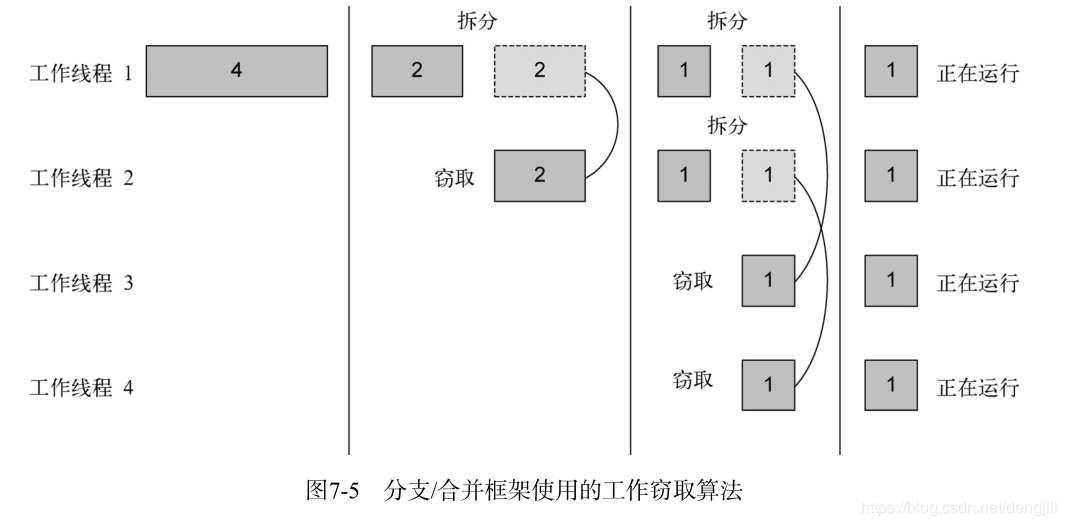 拆分 拆分
工作线程 1 4 2 2 1 1 1 正在运行
拆分
工作线程 2 窃取 2 1 1 1 正在运行
工作线程 3 窃取 1 1 正在运行
工作线程 4 窃取 1 1 正在运行
图7-5 分支/合并框架使用的工作窃取算法
https://blog.csdn.net/dengjili